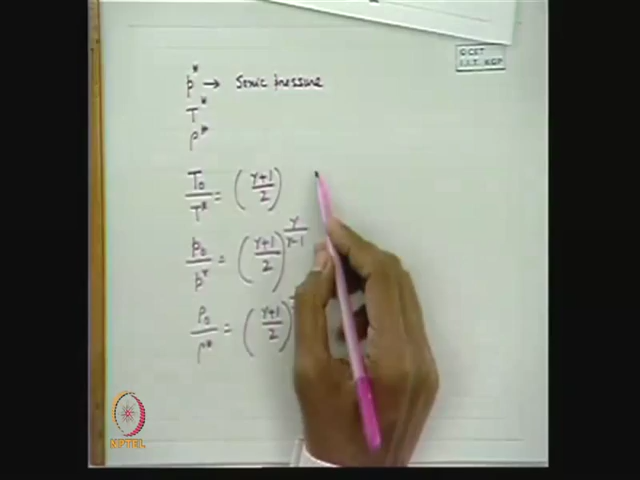 G CET
I.I.T. KGP
p* → Sonic pressure
T*
ρ*
T₀/T* = ((γ+1)/2)
p₀/p* = ((γ+1)/2)^(γ/(γ-1))
ρ₀/ρ* = ((γ+1)/2)
NPTEL